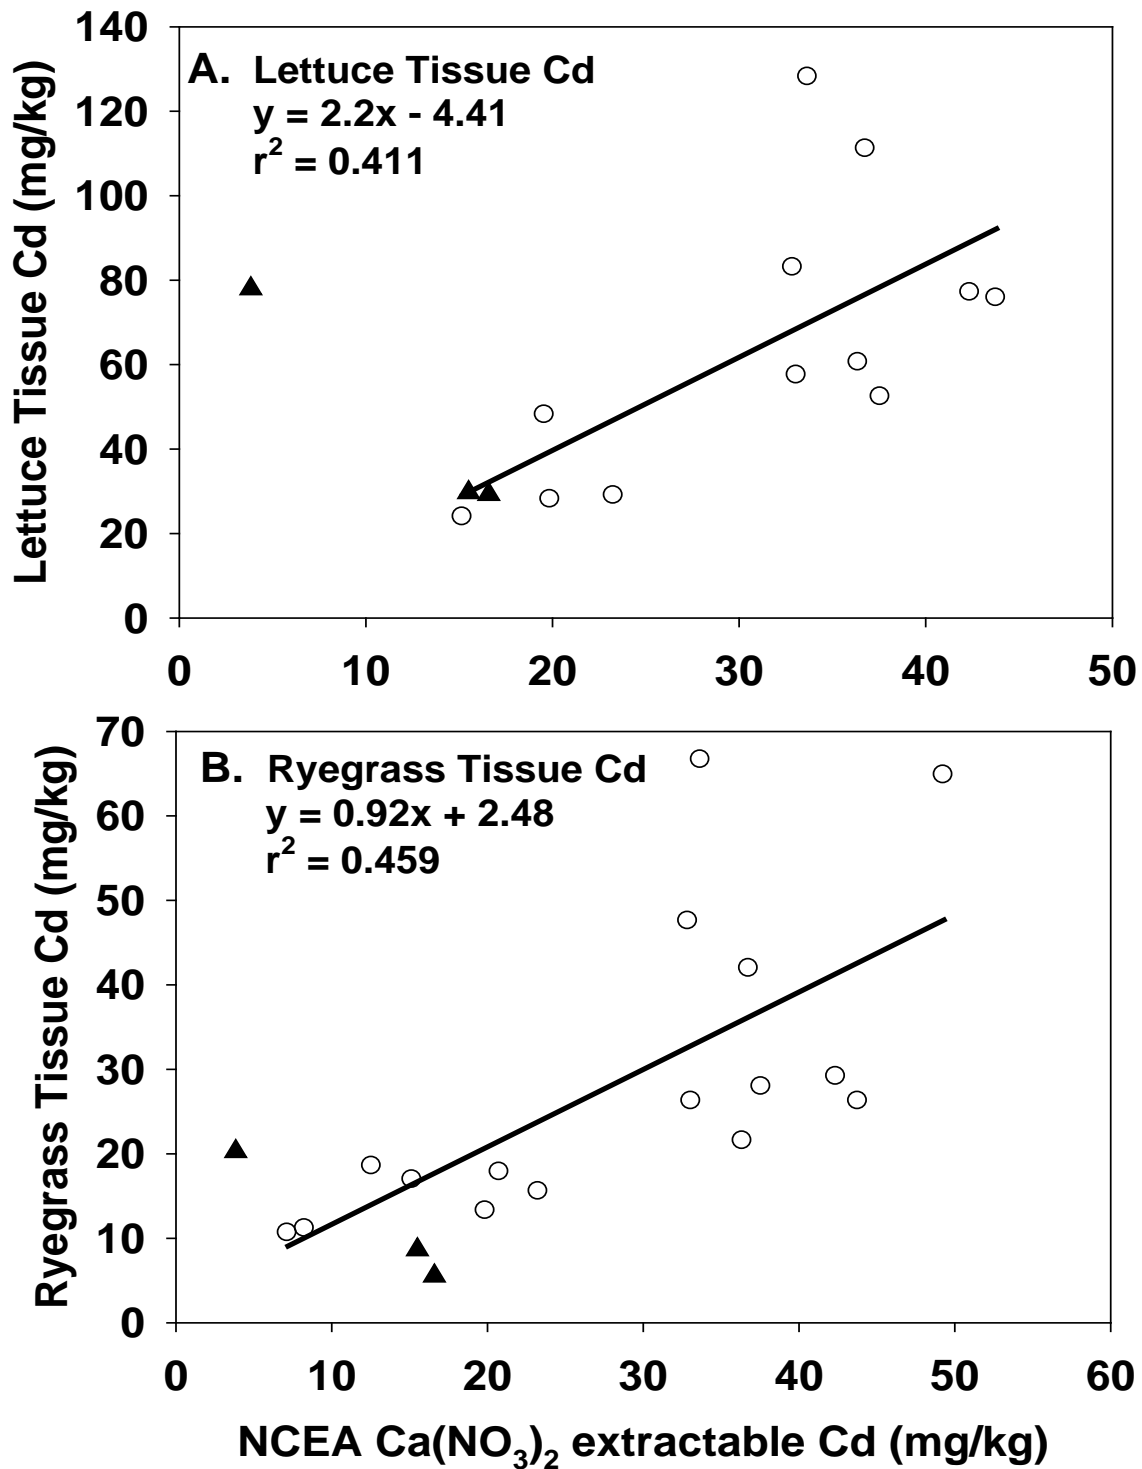 140
120
100
80
60
40
20
0
Lettuce Tissue Cd (mg/kg)
A. Lettuce Tissue Cd
y = 2.2x - 4.41
r² = 0.411
0 10 20 30 40 50
70
60
50
40
30
20
10
0
Ryegrass Tissue Cd (mg/kg)
B. Ryegrass Tissue Cd
y = 0.92x + 2.48
r² = 0.459
0 10 20 30 40 50 60
NCEA Ca(NO₃)₂ extractable Cd (mg/kg)